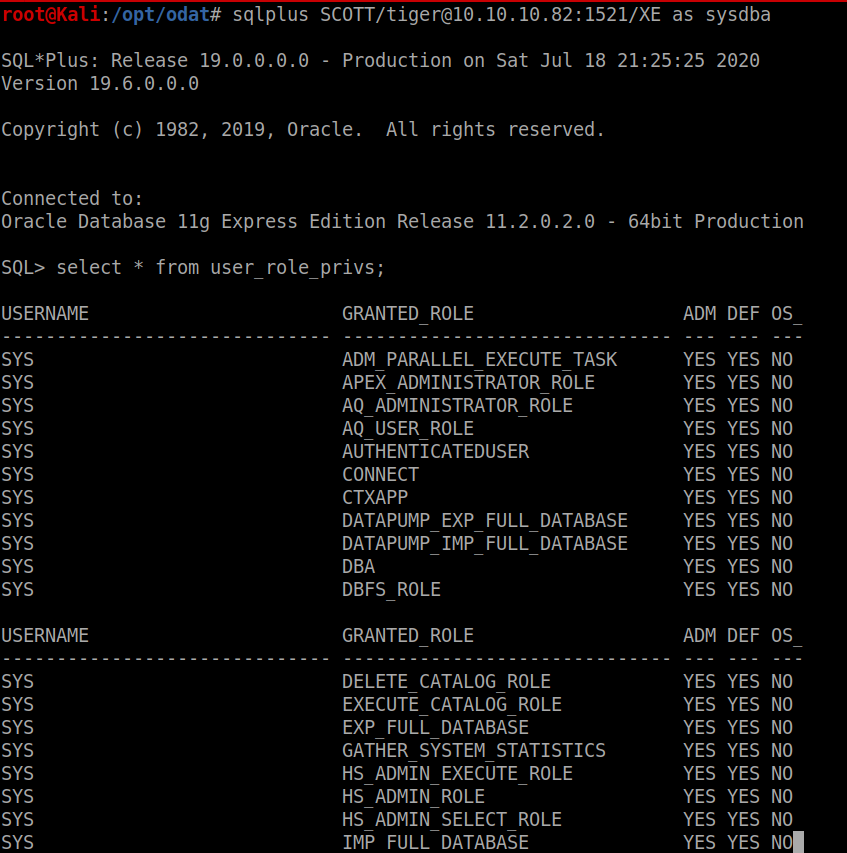 root@Kali:/opt/odat# sqlplus SCOTT/tiger@10.10.10.82:1521/XE as sysdba
SQL*Plus: Release 19.0.0.0.0 - Production on Sat Jul 18 21:25:25 2020
Version 19.6.0.0.0
Copyright (c) 1982, 2019, Oracle.  All rights reserved.
Connected to:
Oracle Database 11g Express Edition Release 11.2.0.2.0 - 64bit Production
SQL> select * from user_role_privs;
USERNAME                       GRANTED_ROLE                   ADM DEF OS_
------------------------------ ------------------------------ --- --- ---
SYS                            ADM_PARALLEL_EXECUTE_TASK      YES YES NO
SYS                            APEX_ADMINISTRATOR_ROLE        YES YES NO
SYS                            AQ_ADMINISTRATOR_ROLE          YES YES NO
SYS                            AQ_USER_ROLE                   YES YES NO
SYS                            AUTHENTICATEDUSER              YES YES NO
SYS                            CONNECT                        YES YES NO
SYS                            CTXAPP                         YES YES NO
SYS                            DATAPUMP_EXP_FULL_DATABASE     YES YES NO
SYS                            DATAPUMP_IMP_FULL_DATABASE     YES YES NO
SYS                            DBA                            YES YES NO
SYS                            DBFS_ROLE                      YES YES NO
USERNAME                       GRANTED_ROLE                   ADM DEF OS_
------------------------------ ------------------------------ --- --- ---
SYS                            DELETE_CATALOG_ROLE            YES YES NO
SYS                            EXECUTE_CATALOG_ROLE           YES YES NO
SYS                            EXP_FULL_DATABASE              YES YES NO
SYS                            GATHER_SYSTEM_STATISTICS       YES YES NO
SYS                            HS_ADMIN_EXECUTE_ROLE          YES YES NO
SYS                            HS_ADMIN_ROLE                  YES YES NO
SYS                            HS_ADMIN_SELECT_ROLE           YES YES NO
SYS                            IMP_FULL_DATABASE              YES YES NO